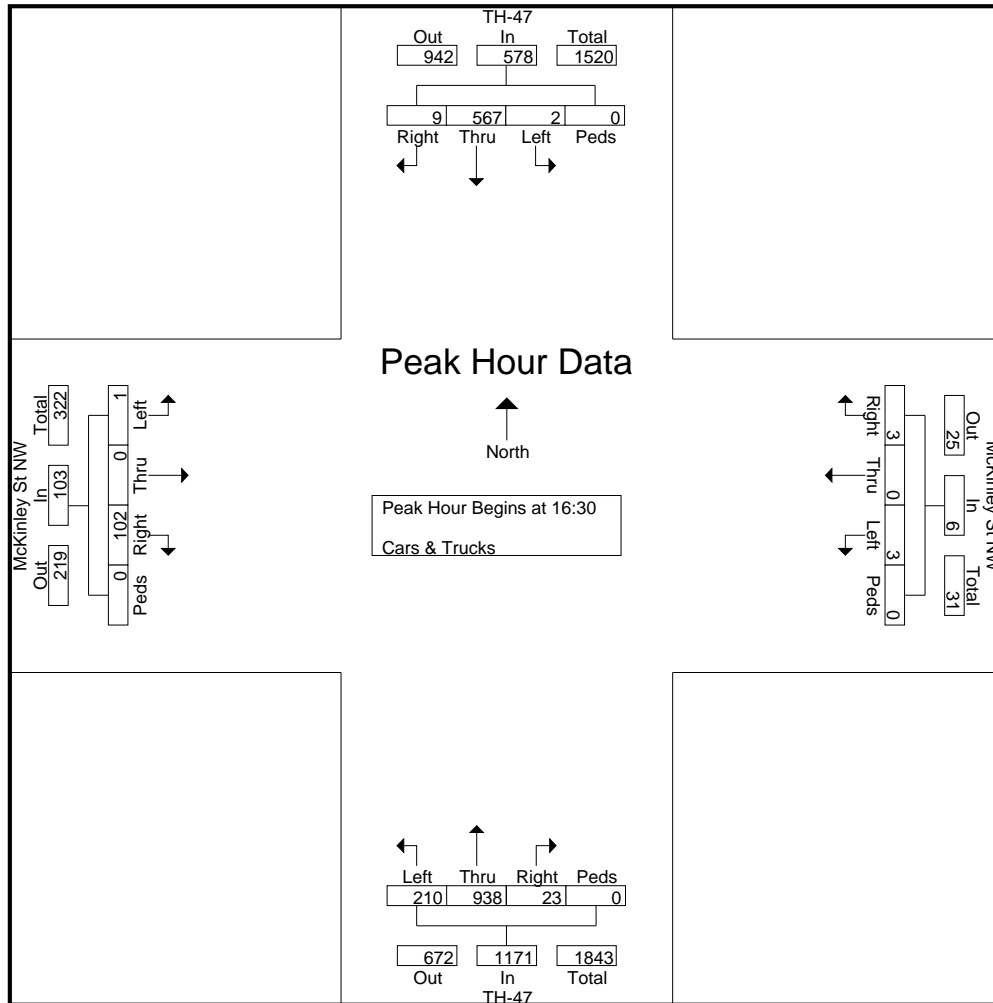 TH-47
Out In Total
942 578 1520
9 567 2 0
Right Thru Left Peds
Peak Hour Data
North
Peak Hour Begins at 16:30
Cars & Trucks
McKinley St NW
Total In Out
322 103 219
1 0 102 0
Left Thru Right Peds
Right Thru Left Peds
3 0 3 0
25 6 31
Out In Total
McKinley St NW
Left Thru Right Peds
210 938 23 0
672 1171 1843
Out In Total
TH-47